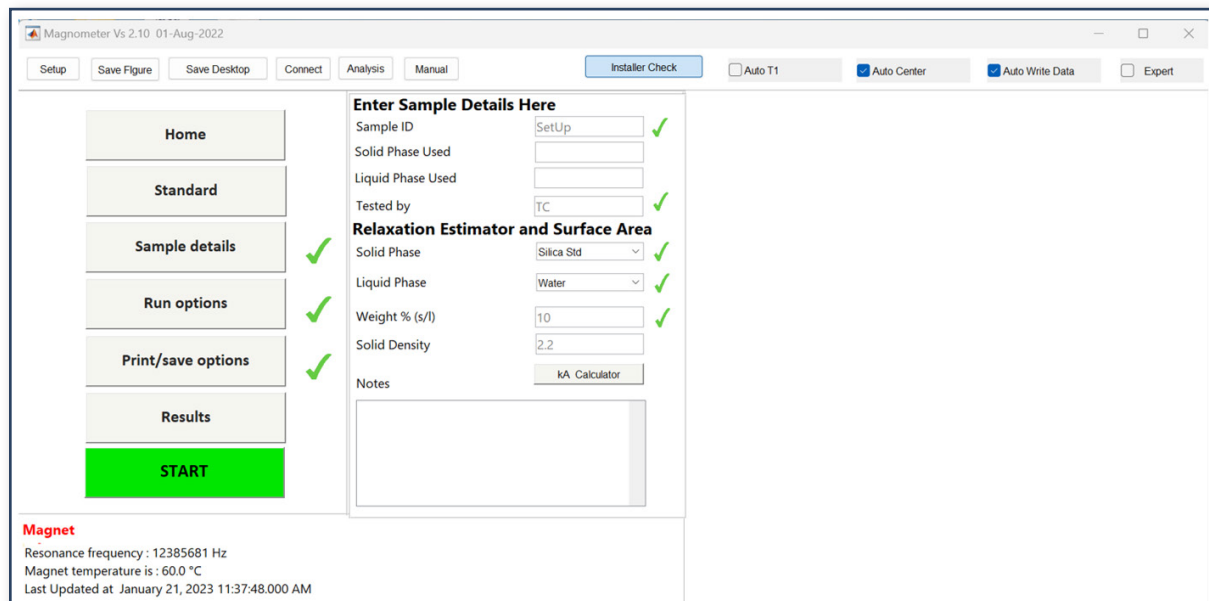 Magnometer Vs 2.10 01-Aug-2022
Setup Save FIgure Save Desktop Connect Analysis Manual Installer Check Auto T1 Auto Center Auto Write Data Expert
Home
Standard
Sample details
Run options
Print/save options
Results
START
Enter Sample Details Here
Sample ID SetUp
Solid Phase Used
Liquid Phase Used
Tested by TC
Relaxation Estimator and Surface Area
Solid Phase Silica Std
Liquid Phase Water
Weight % (s/l) 10
Solid Density 2.2
kA Calculator
Notes
Magnet
Resonance frequency : 12385681 Hz
Magnet temperature is : 60.0 °C
Last Updated at January 21, 2023 11:37:48.000 AM